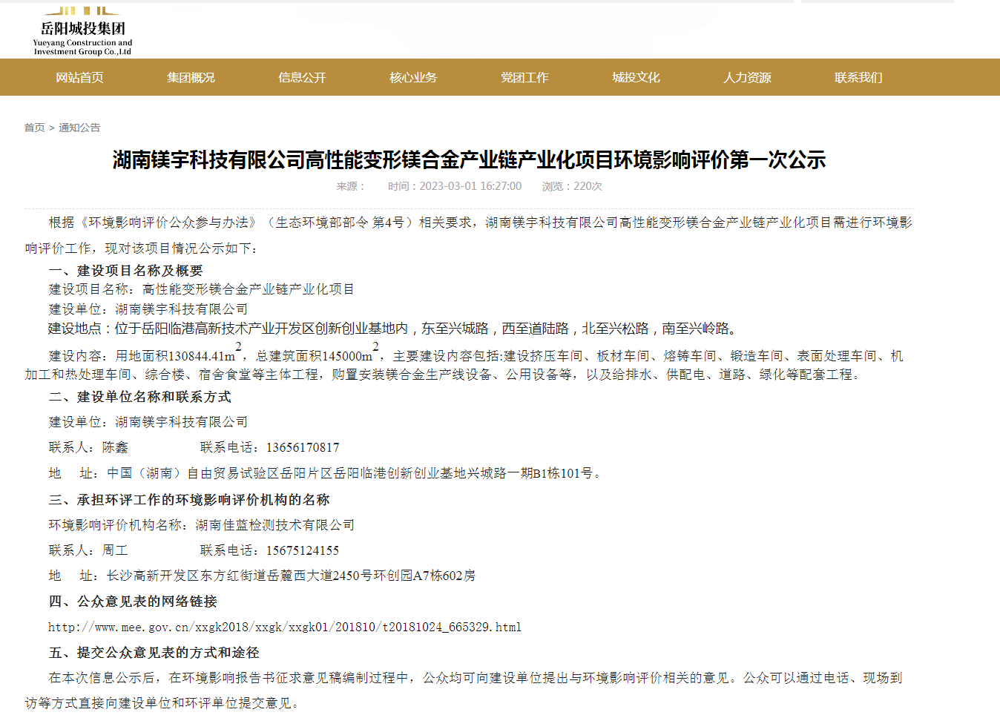 岳阳城投集团
Yueyang Construction and
Investment Group Co.,Ltd
网站首页 集团概况 信息公开 核心业务 党团工作 城投文化 人力资源 联系我们
首页 > 通知公告
湖南镁宇科技有限公司高性能变形镁合金产业链产业化项目环境影响评价第一次公示
来源： 时间：2023-03-01 16:27:00 浏览：220次
根据《环境影响评价公众参与办法》（生态环境部部令 第4号）相关要求，湖南镁宇科技有限公司高性能变形镁合金产业链产业化项目需进行环境影
响评价工作，现对该项目情况公示如下：
一、建设项目名称及概要
建设项目名称：高性能变形镁合金产业链产业化项目
建设单位：湖南镁宇科技有限公司
建设地点：位于岳阳临港高新技术产业开发区创新创业基地内，东至兴城路，西至道陆路，北至兴松路，南至兴岭路。
建设内容：用地面积130844.41m²，总建筑面积145000m²，主要建设内容包括:建设挤压车间、板材车间、熔铸车间、锻造车间、表面处理车间、机
加工和热处理车间、综合楼、宿舍食堂等主体工程，购置安装镁合金生产线设备、公用设备等，以及给排水、供配电、道路、绿化等配套工程。
二、建设单位名称和联系方式
建设单位：湖南镁宇科技有限公司
联系人：陈鑫 联系电话：13656170817
地 址：中国（湖南）自由贸易试验区岳阳片区岳阳临港创新创业基地兴城路一期B1栋101号。
三、承担环评工作的环境影响评价机构的名称
环境影响评价机构名称：湖南佳蓝检测技术有限公司
联系人：周工 联系电话：15675124155
地 址：长沙高新开发区东方红街道岳麓西大道2450号环创园A7栋602房
四、公众意见表的网络链接
http://www.mee.gov.cn/xxgk2018/xxgk/xxgk01/201810/t20181024_665329.html
五、提交公众意见表的方式和途径
在本次信息公示后，在环境影响报告书征求意见稿编制过程中，公众均可向建设单位提出与环境影响评价相关的意见。公众可以通过电话、现场到
访等方式直接向建设单位和环评单位提交意见。